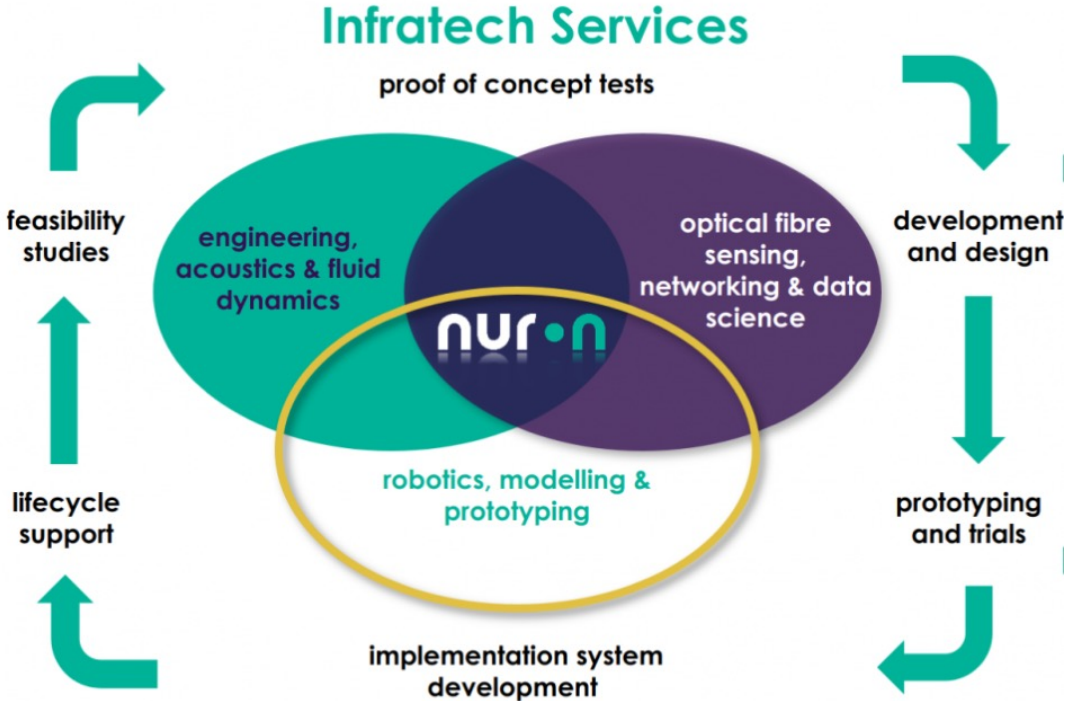 Infratech Services
proof of concept tests
feasibility
studies
engineering,
acoustics & fluid
dynamics
optical fibre
sensing,
networking & data
science
development
and design
nur•n
robotics, modelling &
prototyping
lifecycle
support
prototyping
and trials
implementation system
development